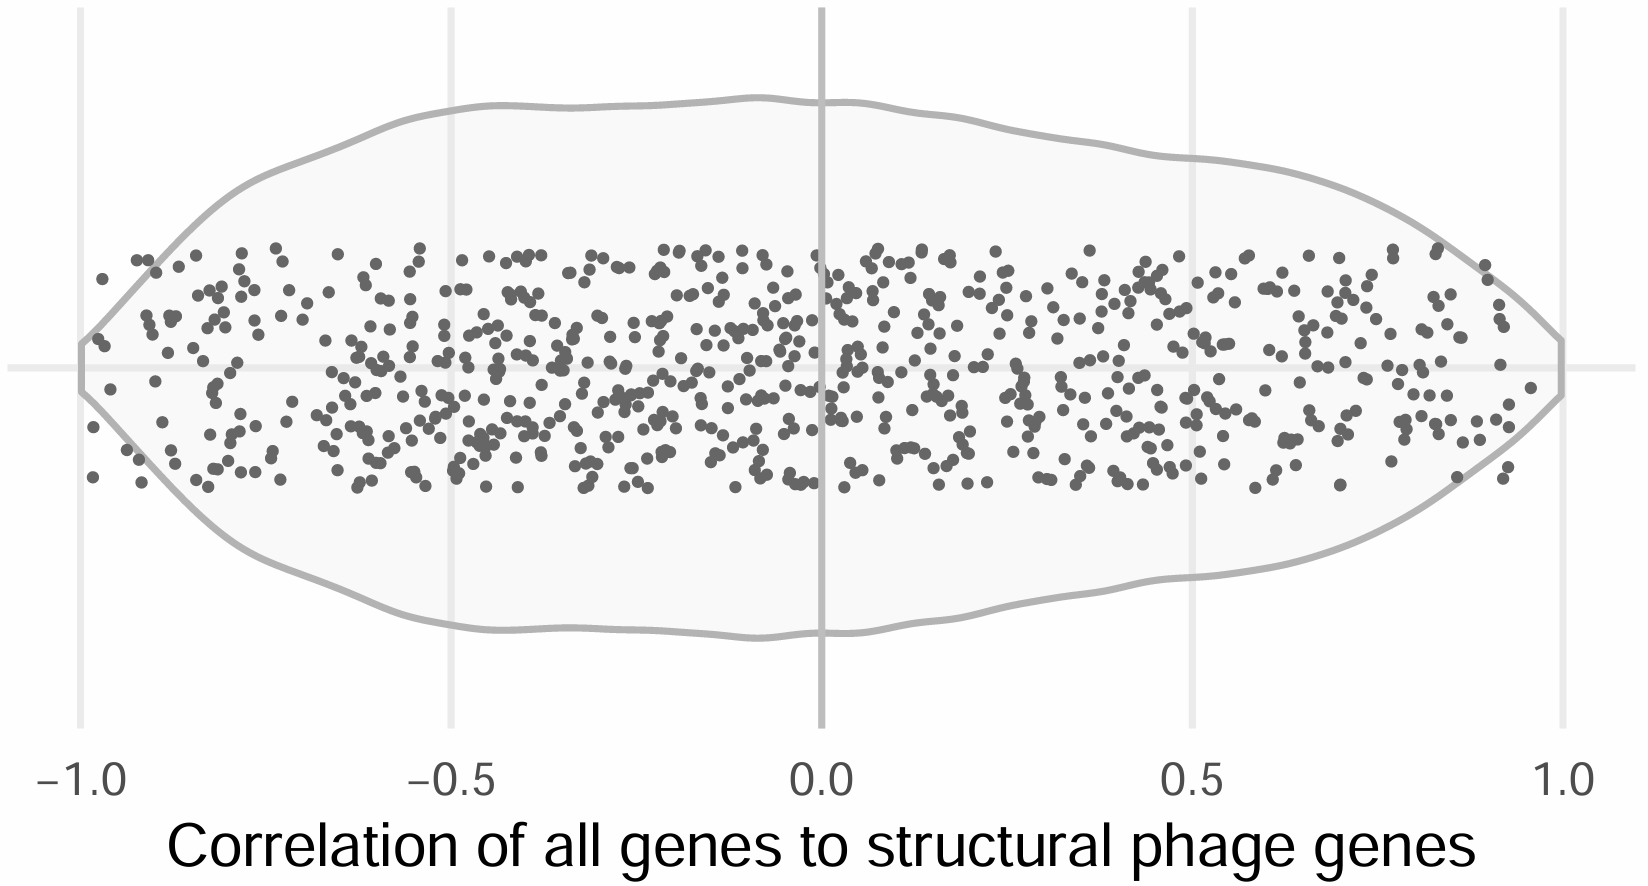 −1.0 −0.5 0.0 0.5 1.0
Correlation of all genes to structural phage genes